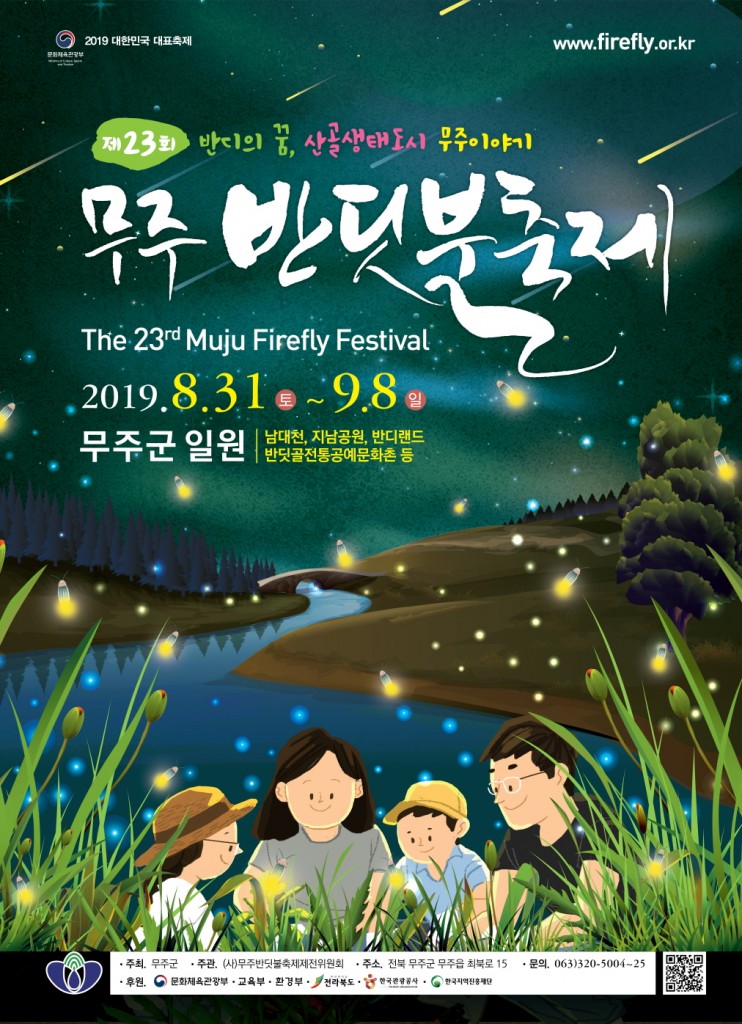 문화체육관광부
2019 대한민국 대표축제
www.firefly.or.kr
제23회 반디의 꿈, 산골생태도시 무주이야기
무주 반딧불축제
The 23rd Muju Firefly Festival
2019.8.31 토 ~ 9.8 일
무주군 일원
남대천, 지남공원, 반디랜드
반딧골전통공예문화촌 등
· 주최. 무주군 · 주관. (사)무주반딧불축제제전위원회 · 주소. 전북 무주군 무주읍 최북로 15 · 문의. 063)320-5004~25
· 후원. 문화체육관광부 · 교육부 · 환경부 · 전라북도 · 한국관광공사 · 한국지역진흥재단